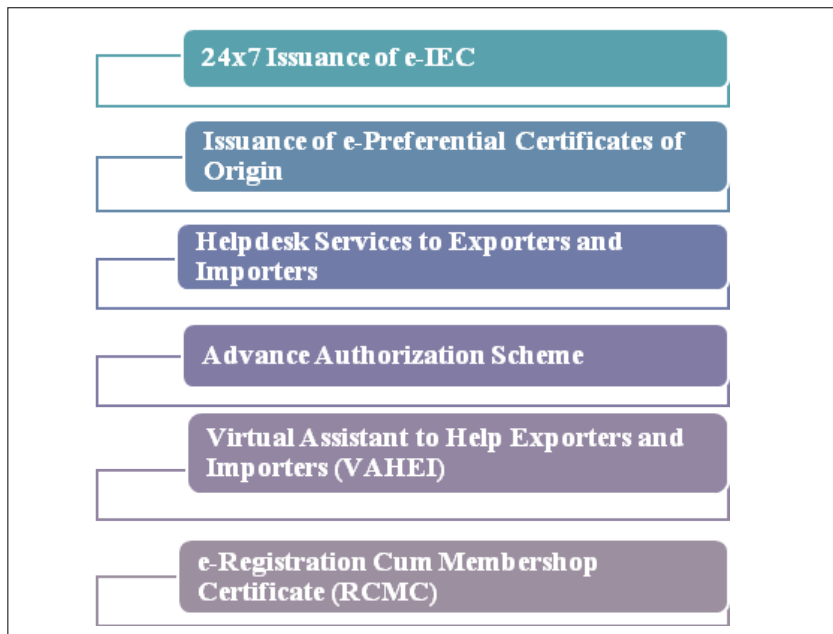 24x7 Issuance of e-IEC
Issuance of e-Preferential Certificates of
Origin
Helpdesk Services to Exporters and
Importers
Advance Authorization Scheme
Virtual Assistant to Help Exporters and
Importers (VAHEI)
e-Registration Cum Membershop
Certificate (RCMC)